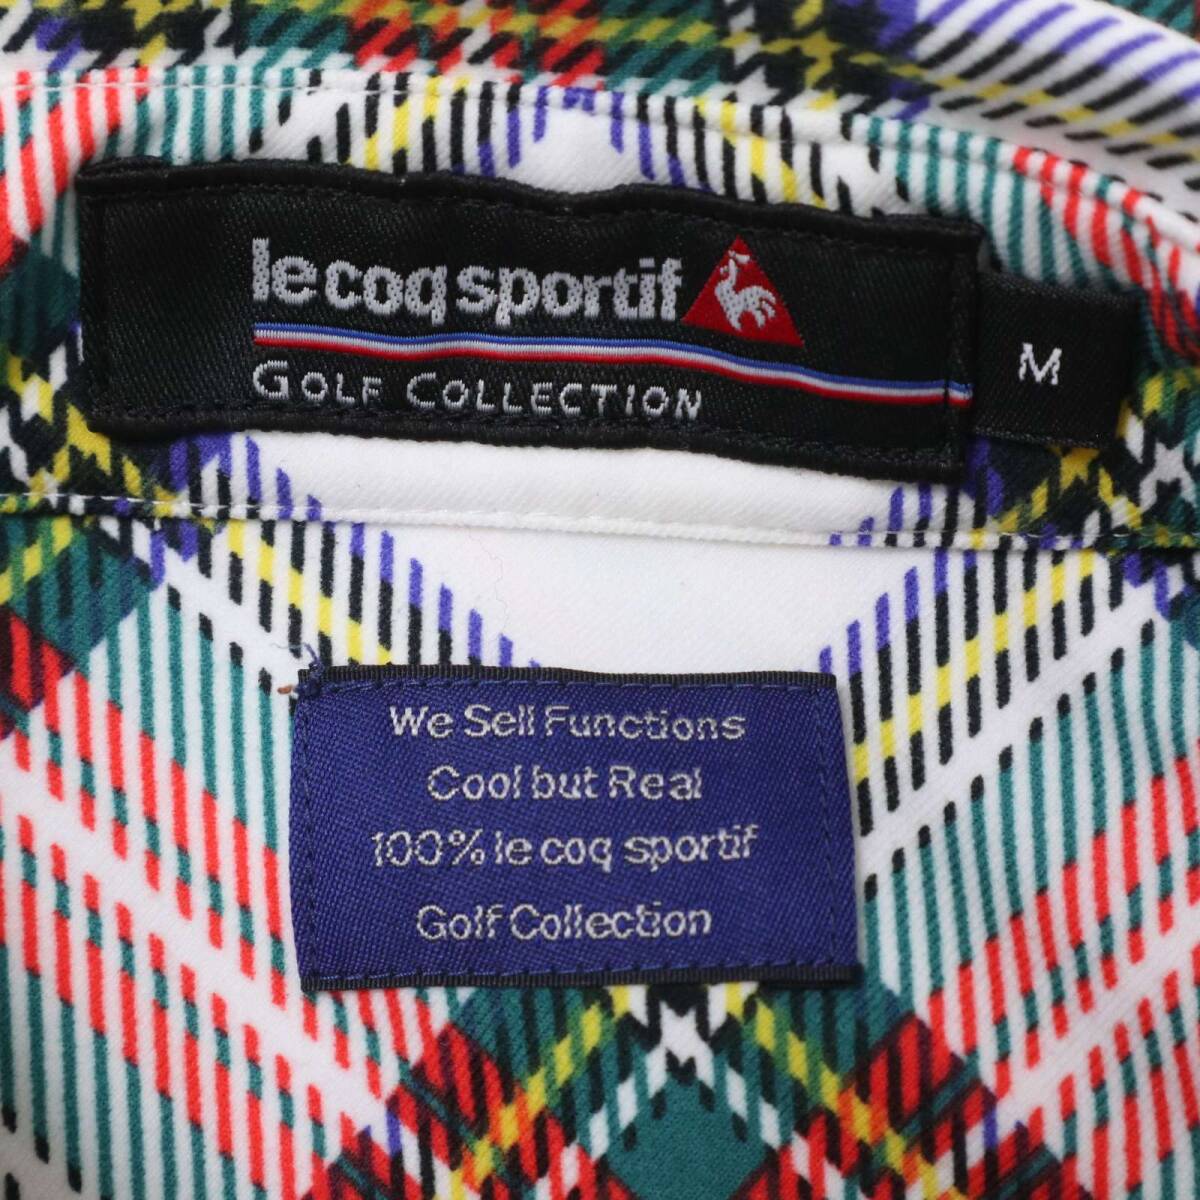 le coq sportif
GOLF COLLECTION
M
We Sell Functions
Cool but Real
100% le coq sportif
Golf Collection